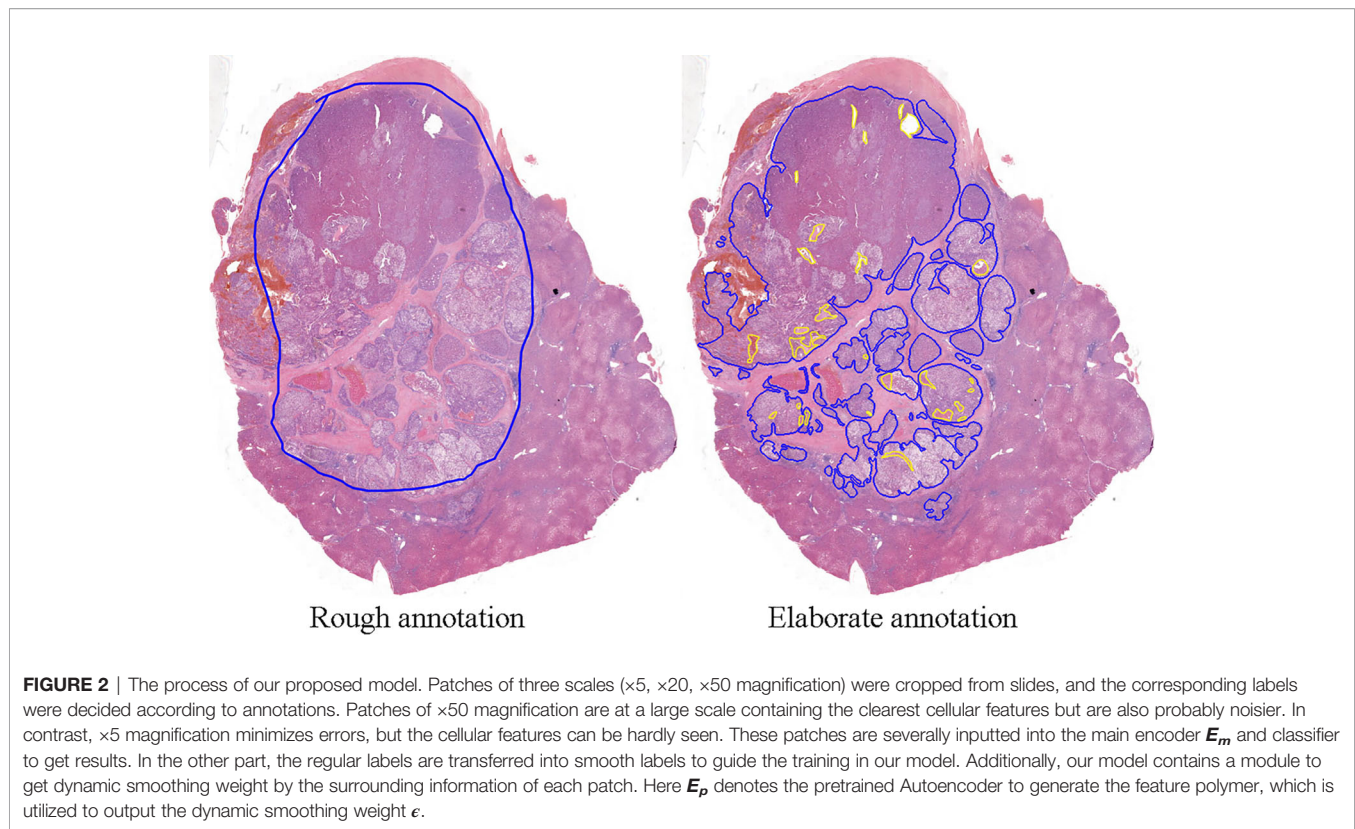 Rough annotation
Elaborate annotation
FIGURE 2 | The process of our proposed model. Patches of three scales (×5, ×20, ×50 magnification) were cropped from slides, and the corresponding labels
were decided according to annotations. Patches of ×50 magnification are at a large scale containing the clearest cellular features but are also probably noisier. In
contrast, ×5 magnification minimizes errors, but the cellular features can be hardly seen. These patches are severally inputted into the main encoder E_m and classifier
to get results. In the other part, the regular labels are transferred into smooth labels to guide the training in our model. Additionally, our model contains a module to
get dynamic smoothing weight by the surrounding information of each patch. Here E_p denotes the pretrained Autoencoder to generate the feature polymer, which is
utilized to output the dynamic smoothing weight ϵ.